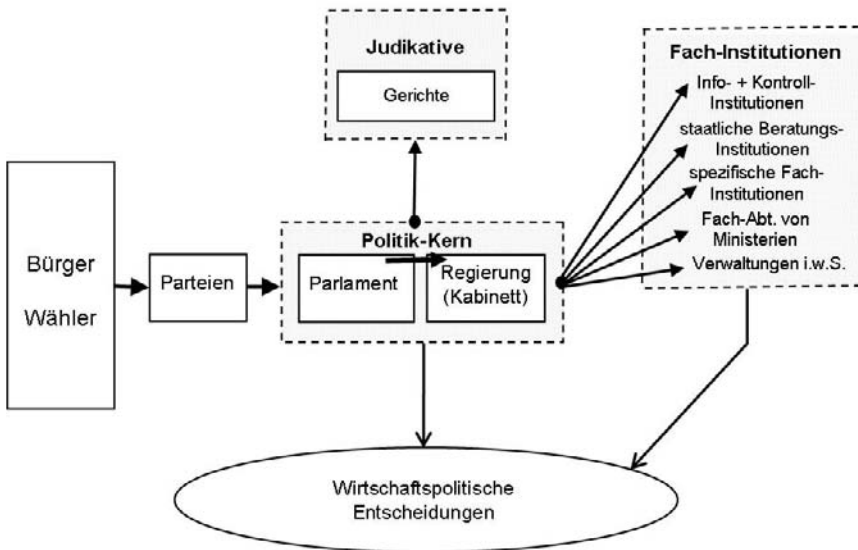 Judikative
Gerichte
Fach-Institutionen
Info- + Kontroll-
Institutionen
staatliche Beratungs-
Institutionen
spezifische Fach-
Institutionen
Fach-Abt. von
Ministerien
Verwaltungen i.w.S.
Bürger
Wähler
Parteien
Politik-Kern
Parlament
Regierung
(Kabinett)
Wirtschaftspolitische
Entscheidungen